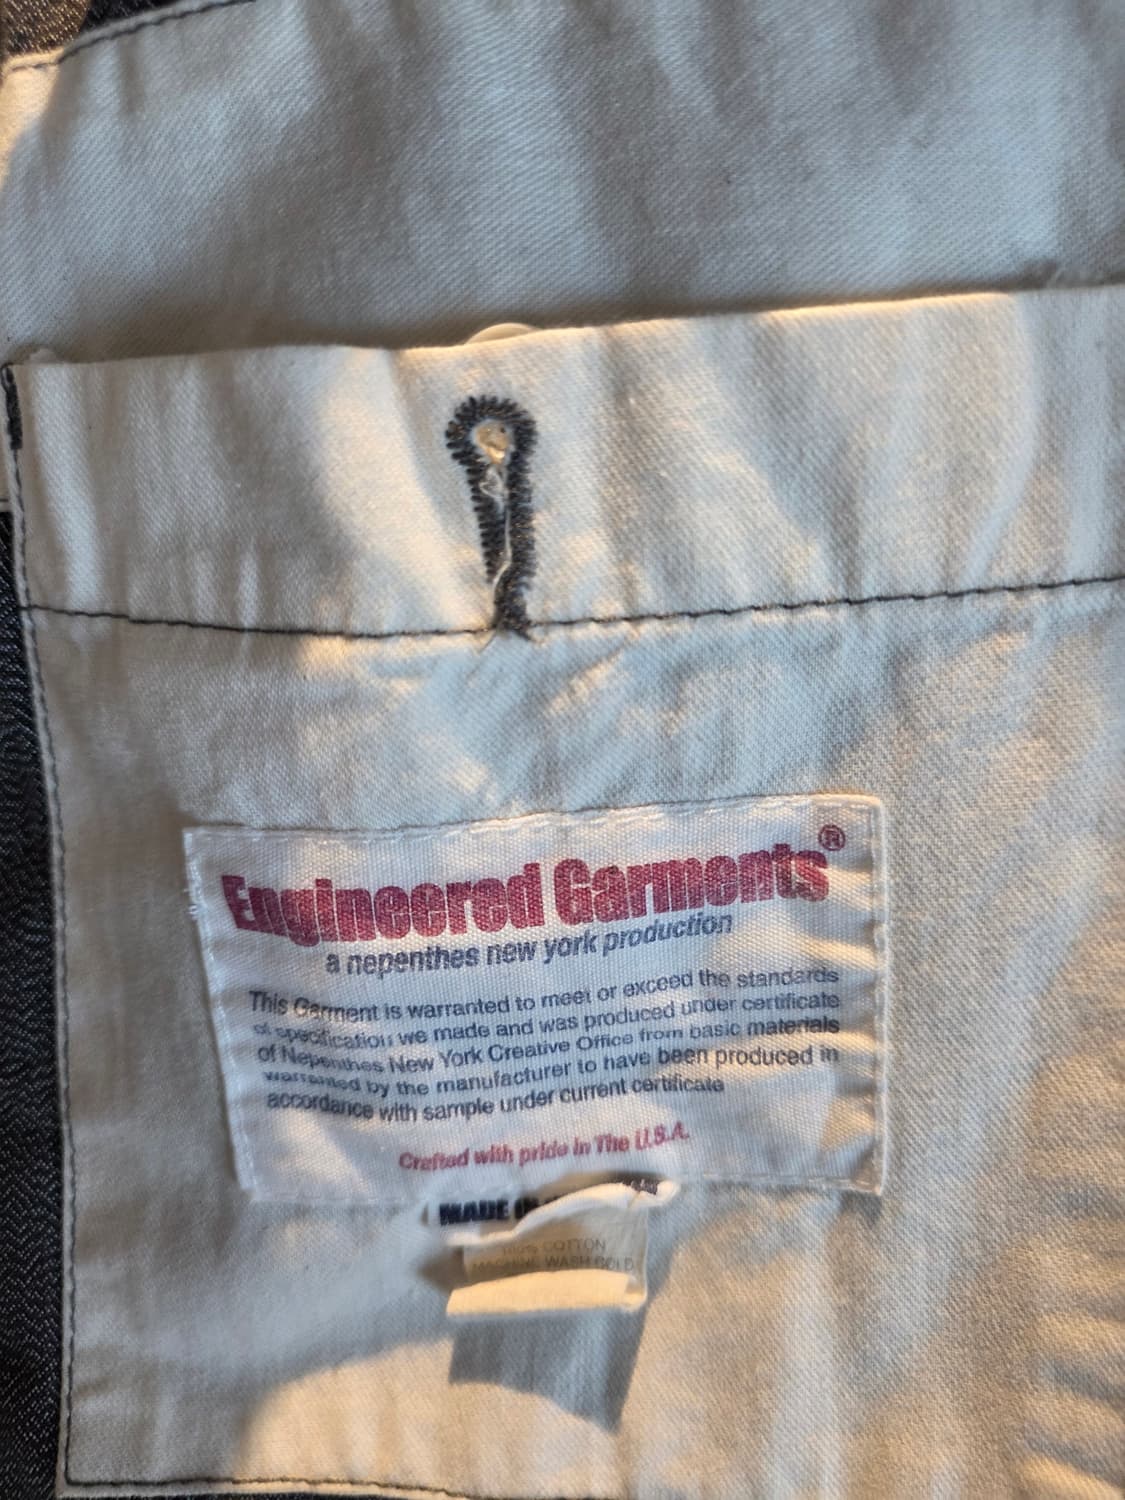 Engineered Garments®
a nepenthes new york production
This Garment is warranted to meet or exceed the standards
of specification we made and was produced under certificate
of Nepenthes New York Creative Office from basic materials
warranted by the manufacturer to have been produced in
accordance with sample under current certificate
Crafted with pride in The U.S.A.
MADE
100% COTTON
MACHINE WASH COLD